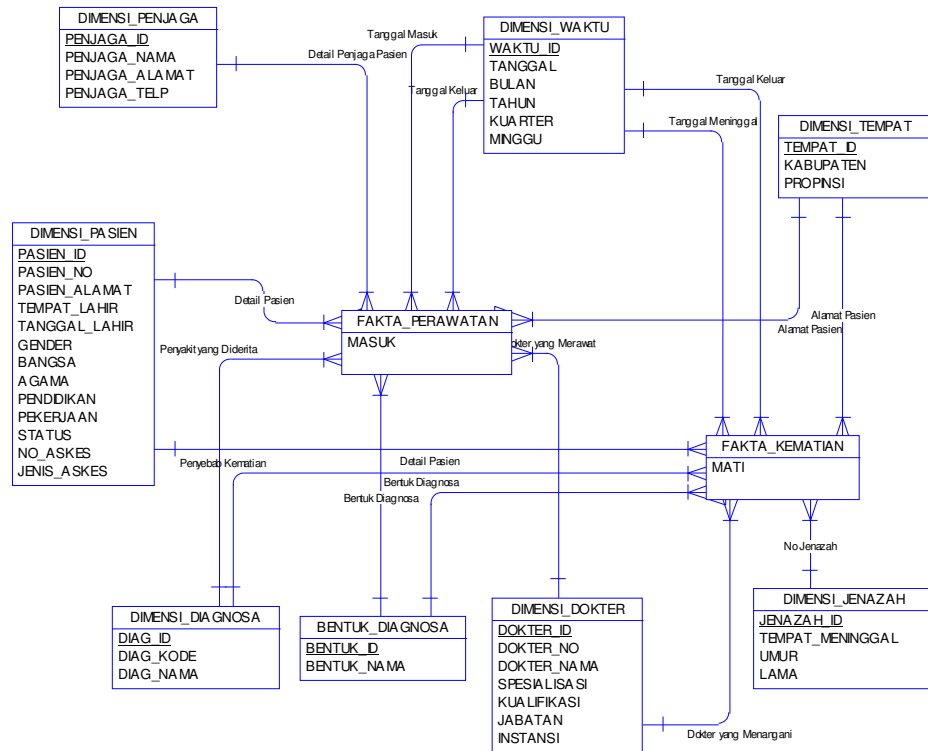 DIMENSI_PENJAGA
PENJAGA_ID
PENJAGA_NAMA
PENJAGA_ALAMAT
PENJAGA_TELP
Detail Penjaga Pasien
Tanggal Masuk
Tanggal Keluar
DIMENSI_WAKTU
WAKTU_ID
TANGGAL
BULAN
TAHUN
KUARTER
MINGGU
Tanggal Keluar
Tanggal Meninggal
DIMENSI_TEMPAT
TEMPAT_ID
KABUPATEN
PROPINSI
DIMENSI_PASIEN
PASIEN_ID
PASIEN_NO
PASIEN_ALAMAT
TEMPAT_LAHIR
TANGGAL_LAHIR
GENDER
BANGSA
AGAMA
PENDIDIKAN
PEKERJAAN
STATUS
NO_ASKES
JENIS_ASKES
Detail Pasien
Penyakit yang Diderita
FAKTA_PERAWATAN
MASUK
okter yang Merawat
Alamat Pasien
Alamat Pasien
FAKTA_KEMATIAN
MATI
Penyebab Kematian
Detail Pasien
Bentuk Diagnosa
Bentuk Diagnosa
No Jenazah
DIMENSI_DIAGNOSA
DIAG_ID
DIAG_KODE
DIAG_NAMA
BENTUK_DIAGNOSA
BENTUK_ID
BENTUK_NAMA
DIMENSI_DOKTER
DOKTER_ID
DOKTER_NO
DOKTER_NAMA
SPESIALISASI
KUALIFIKASI
JABATAN
INSTANSI
Dokter yang Menangani
DIMENSI_JENAZAH
JENAZAH_ID
TEMPAT_MENINGGAL
UMUR
LAMA